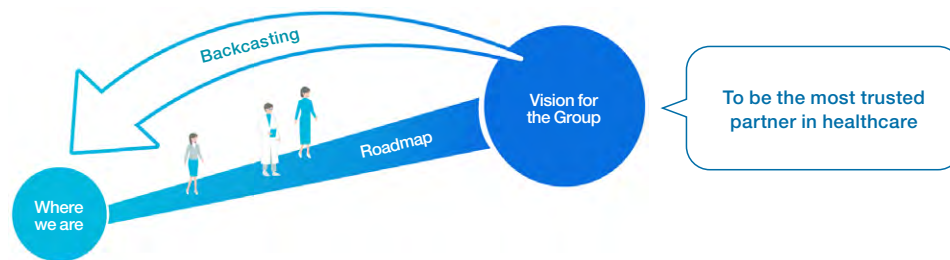 Backcasting
Vision for
the Group
To be the most trusted
partner in healthcare
Roadmap
Where
we are